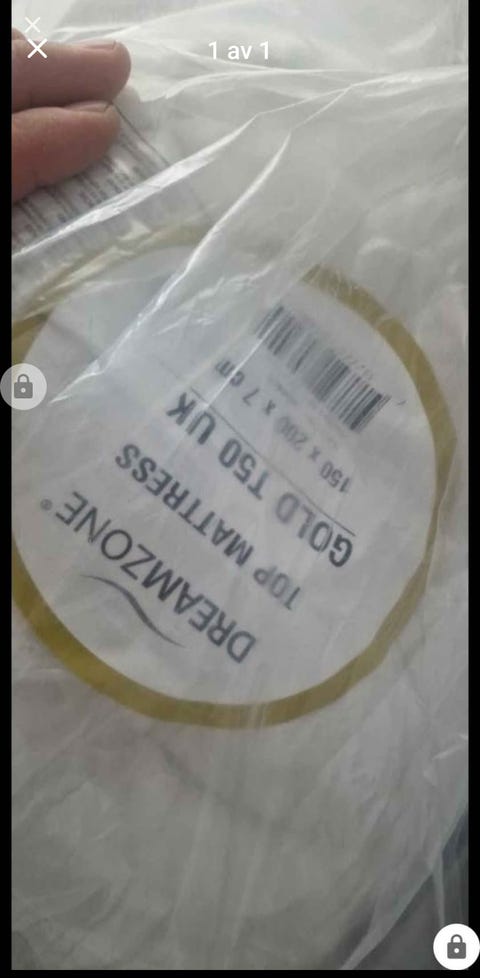 1 av 1
DREAMZONE®
TOP MATTRESS
GOLD T50 UK
150 x 200 x 7 cm